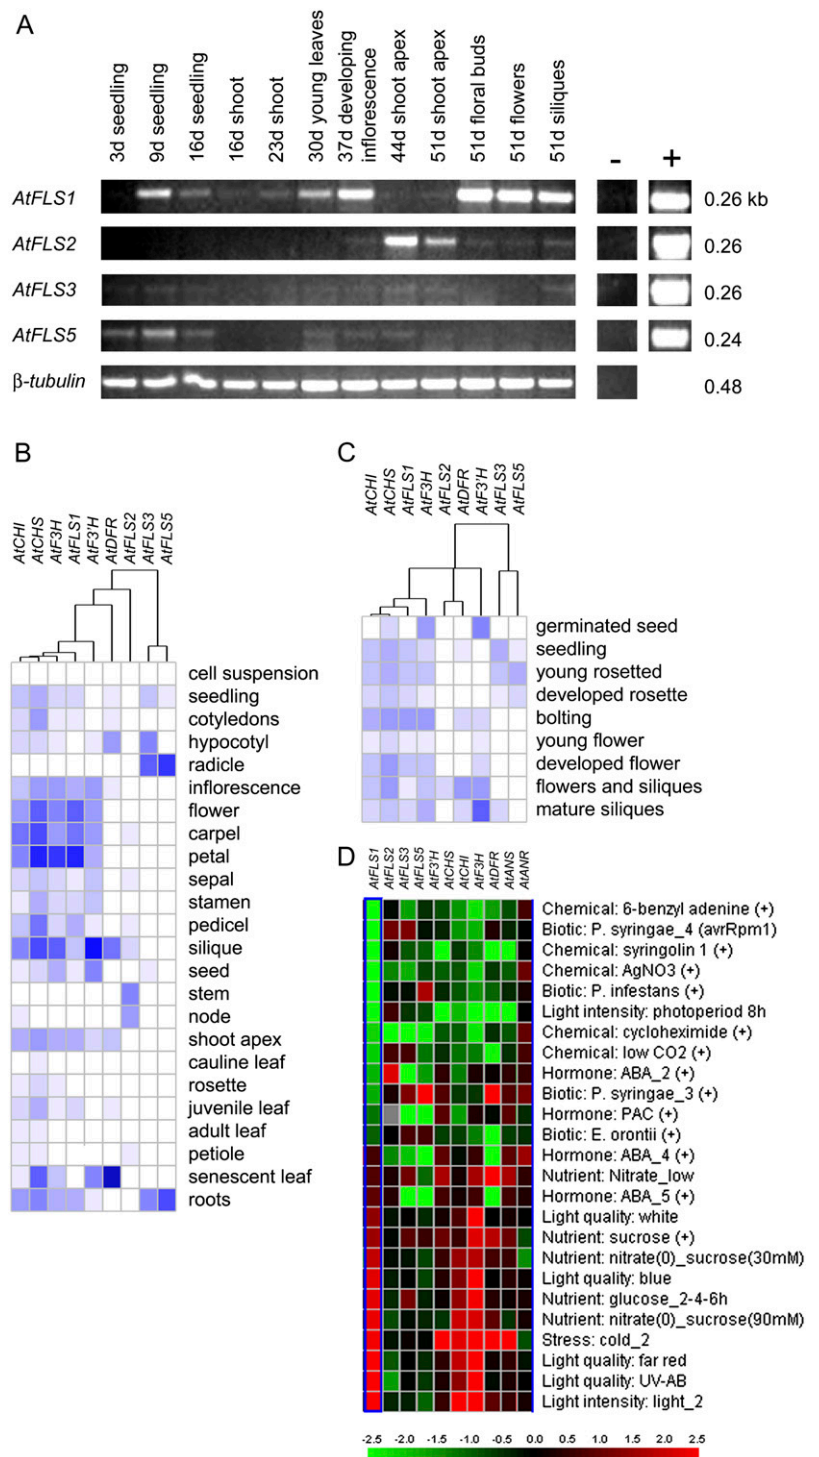 A
3d seedling
9d seedling
16d seedling
16d shoot
23d shoot
30d young leaves
37d developing
inflorescence
44d shoot apex
51d shoot apex
51d floral buds
51d flowers
51d siliques
-
+
AtFLS1
0.26 kb
AtFLS2
0.26
AtFLS3
0.26
AtFLS5
0.24
β-tubulin
0.48
B
AtCHI
AtCHS
AtF3H
AtFLS1
AtF3'H
AtDFR
AtFLS2
AtFLS3
AtFLS5
cell suspension
seedling
cotyledons
hypocotyl
radicle
inflorescence
flower
carpel
petal
sepal
stamen
pedicel
silique
seed
stem
node
shoot apex
cauline leaf
rosette
juvenile leaf
adult leaf
petiole
senescent leaf
roots
C
AtCHI
AtCHS
AtFLS1
AtF3H
AtFLS2
AtDFR
AtF3'H
AtFLS3
AtFLS5
germinated seed
seedling
young rosetted
developed rosette
bolting
young flower
developed flower
flowers and siliques
mature siliques
D
AtFLS1
AtFLS2
AtFLS3
AtFLS5
AtF3'H
AtCHS
AtCHI
AtF3H
AtDFR
AtANS
AtANR
Chemical: 6-benzyl adenine (+)
Biotic: P. syringae_4 (avrRpm1)
Chemical: syringolin 1 (+)
Chemical: AgNO3 (+)
Biotic: P. infestans (+)
Light intensity: photoperiod 8h
Chemical: cycloheximide (+)
Chemical: low CO2 (+)
Hormone: ABA_2 (+)
Biotic: P. syringae_3 (+)
Hormone: PAC (+)
Biotic: E. orontii (+)
Hormone: ABA_4 (+)
Nutrient: Nitrate_low
Hormone: ABA_5 (+)
Light quality: white
Nutrient: sucrose (+)
Nutrient: nitrate(0)_sucrose(30mM)
Light quality: blue
Nutrient: glucose_2-4-6h
Nutrient: nitrate(0)_sucrose(90mM)
Stress: cold_2
Light quality: far red
Light quality: UV-AB
Light intensity: light_2
-2.5 -2.0 -1.5 -1.0 -0.5 0.0 0.5 1.0 1.5 2.0 2.5